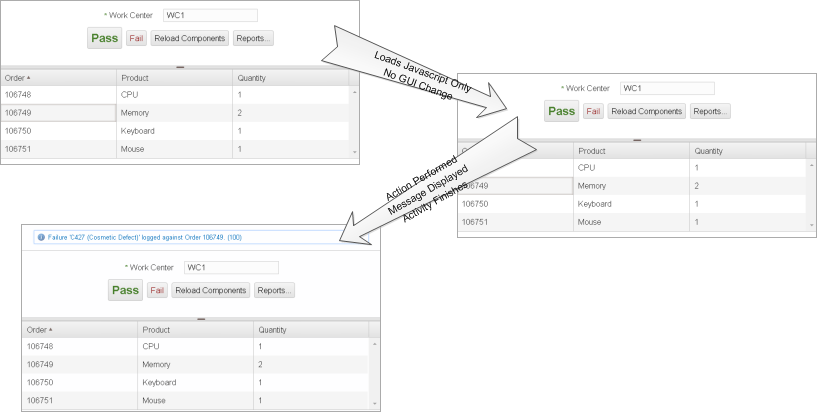 * Work Center WC1
Pass Fail Reload Components Reports...
Order Product Quantity
106748 CPU 1
106749 Memory 2
106750 Keyboard 1
106751 Mouse 1
Loads Javascript Only
No GUI Change
* Work Center WC1
Pass Fail Reload Components Reports...
Product Quantity
CPU 1
106749 Memory 2
106750 Keyboard 1
106751 Mouse 1
Action Performed
Message Displayed
Activity Finished
Failure 'C427 (Cosmetic Defect)' logged against Order 106749. (100)
* Work Center WC1
Pass Fail Reload Components Reports...
Order Product Quantity
106748 CPU 1
106749 Memory 2
106750 Keyboard 1
106751 Mouse 1